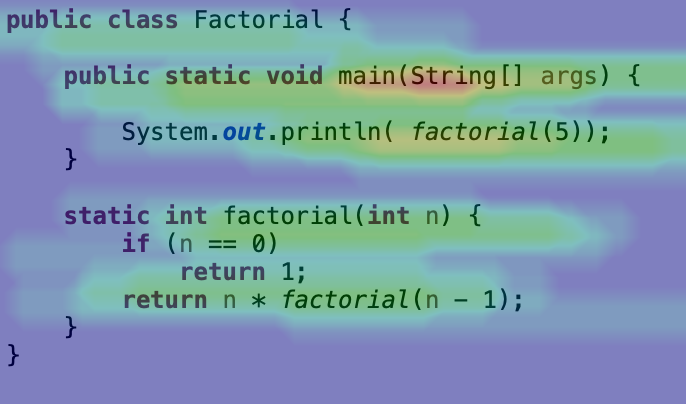 public class Factorial {
public static void main(String[] args) {
System.out.println( factorial(5));
}
static int factorial(int n) {
if (n == 0)
return 1;
return n * factorial(n - 1);
}
}